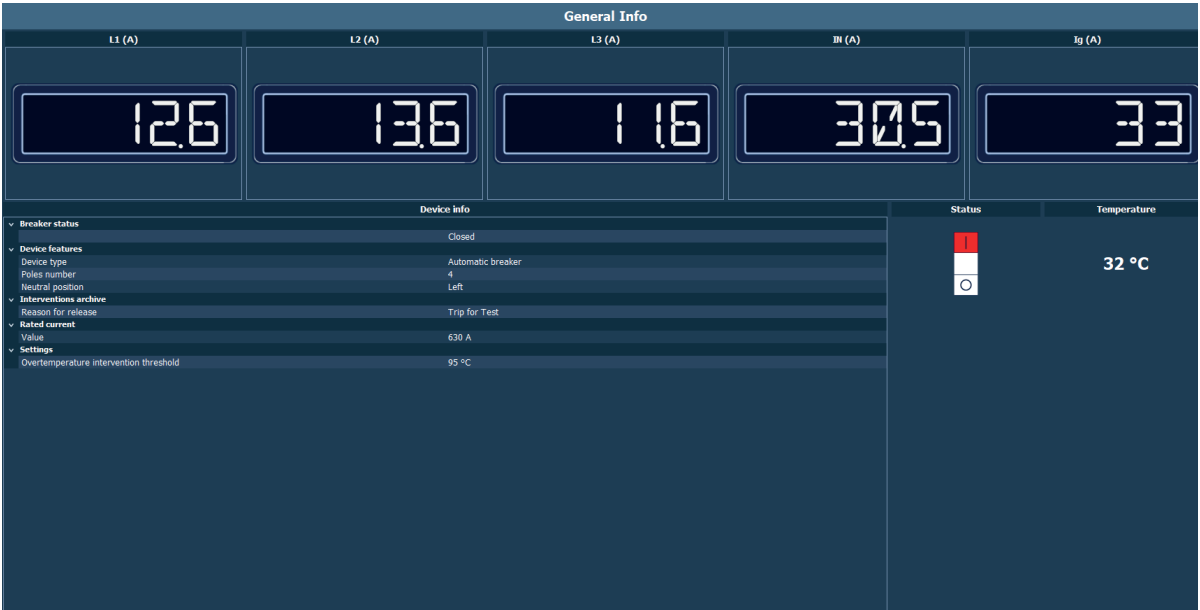 General Info
L1 (A) L2 (A) L3 (A) IN (A) Ig (A)
12.6 13.6 11.6 30.5 33
Device info Status Temperature
Breaker status
Closed
Device features
Device type Automatic breaker
Poles number 4
Neutral position Left
Interventions archive
Reason for release Trip for Test
Rated current
Value 630 A
Settings
Overtemperature intervention threshold 95 °C
I
O
32 °C